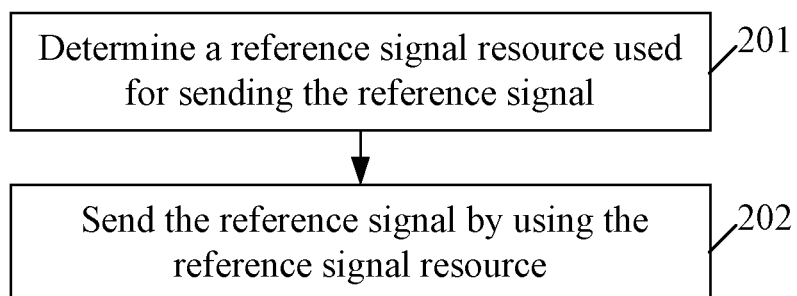 Determine a reference signal resource used
for sending the reference signal
201
Send the reference signal by using the
reference signal resource
202